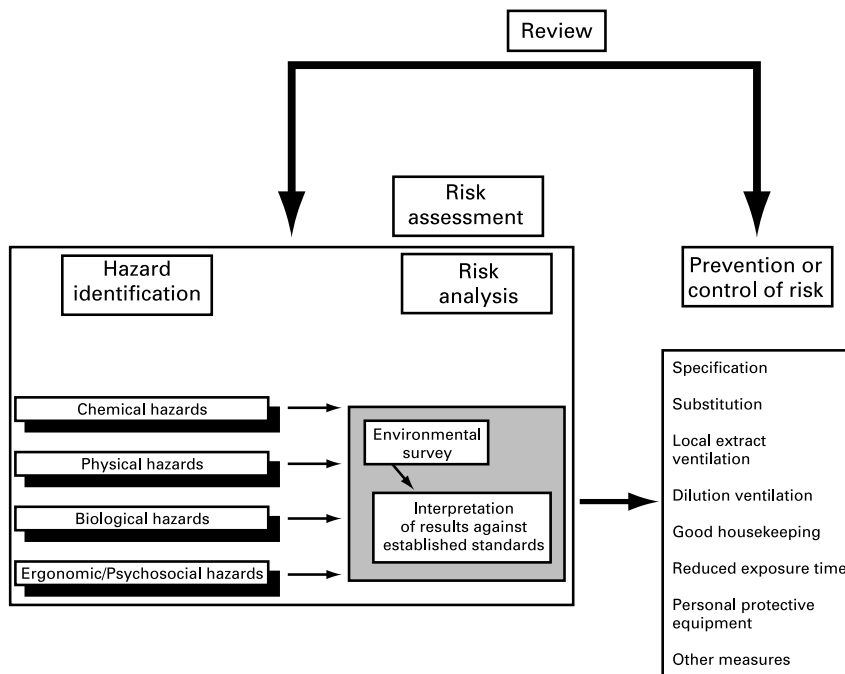 Review
Risk
assessment
Hazard
identification
Risk
analysis
Prevention or
control of risk
Chemical hazards
Physical hazards
Biological hazards
Ergonomic/Psychosocial hazards
Environmental
survey
Interpretation
of results against
established standards
Specification
Substitution
Local extract
ventilation
Dilution ventilation
Good housekeeping
Reduced exposure time
Personal protective
equipment
Other measures